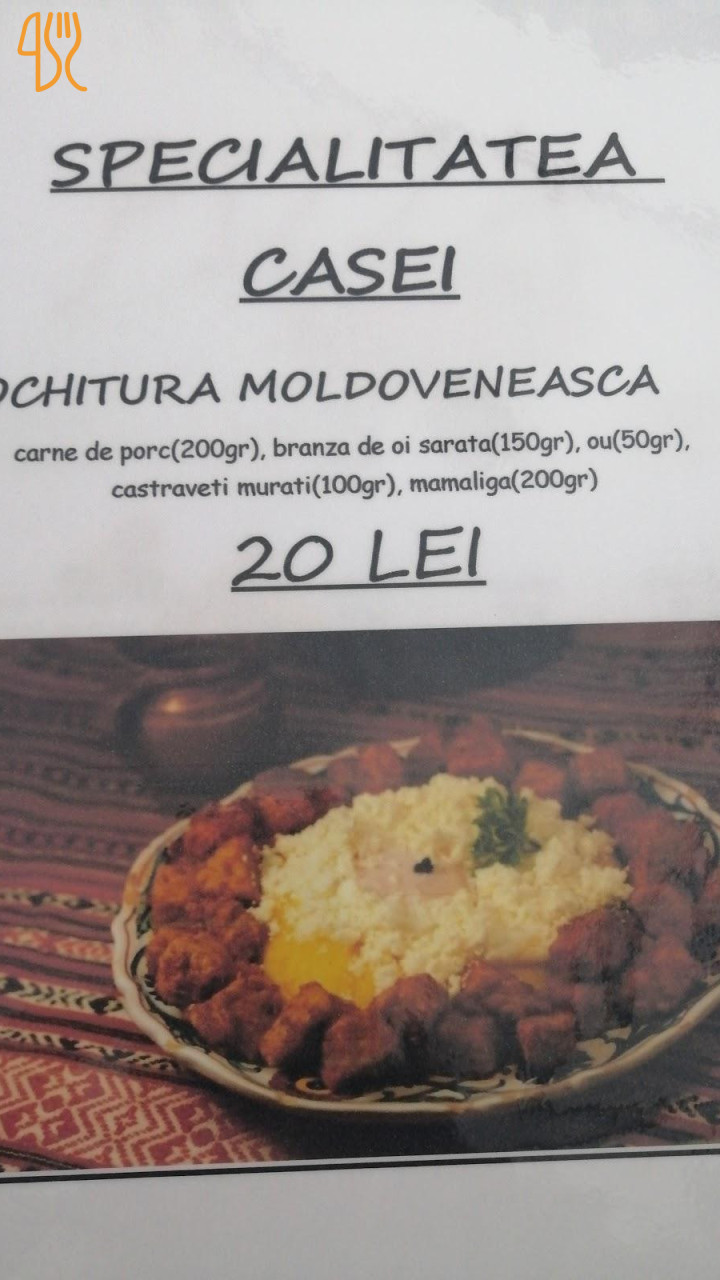 SPECIALITATEA
CASEI
OCHITURA MOLDOVENEASCA
carne de porc(200gr), branza de oi sarata(150gr), ou(50gr),
castraveti murati(100gr), mamaliga(200gr)
20 LEI